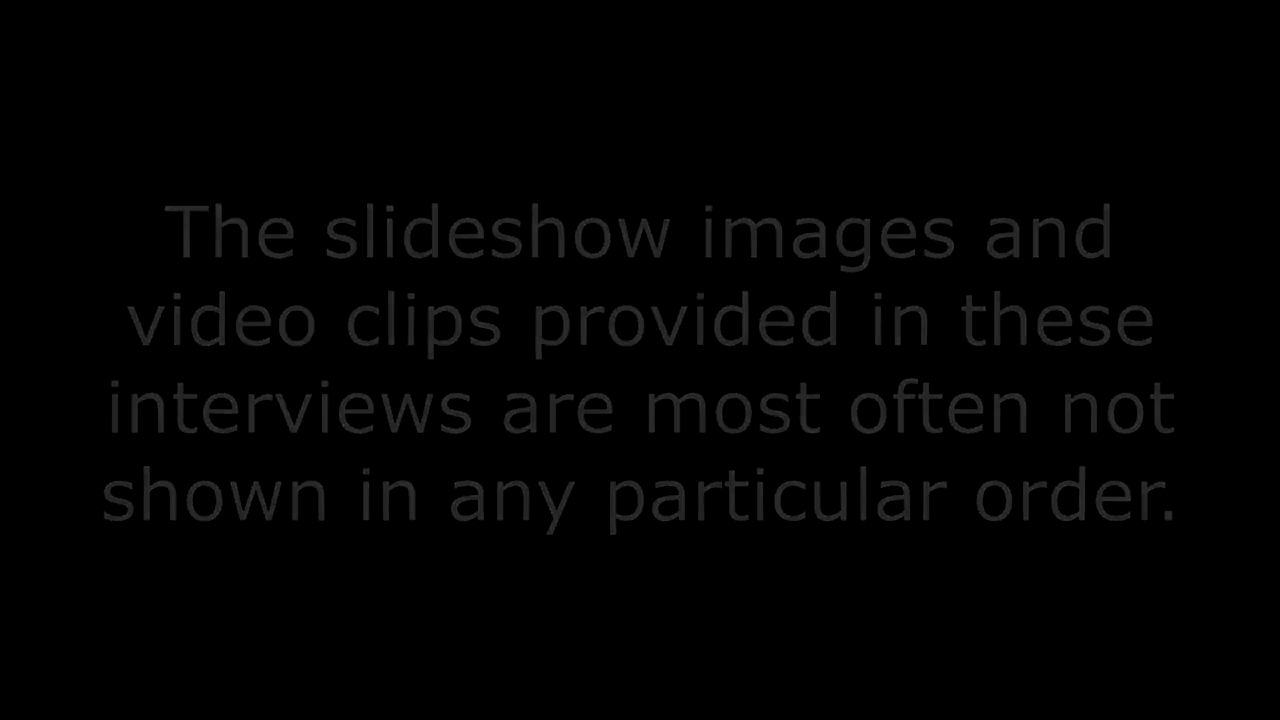 The slideshow images and
video clips provided in these
interviews are most often not
shown in any particular order.